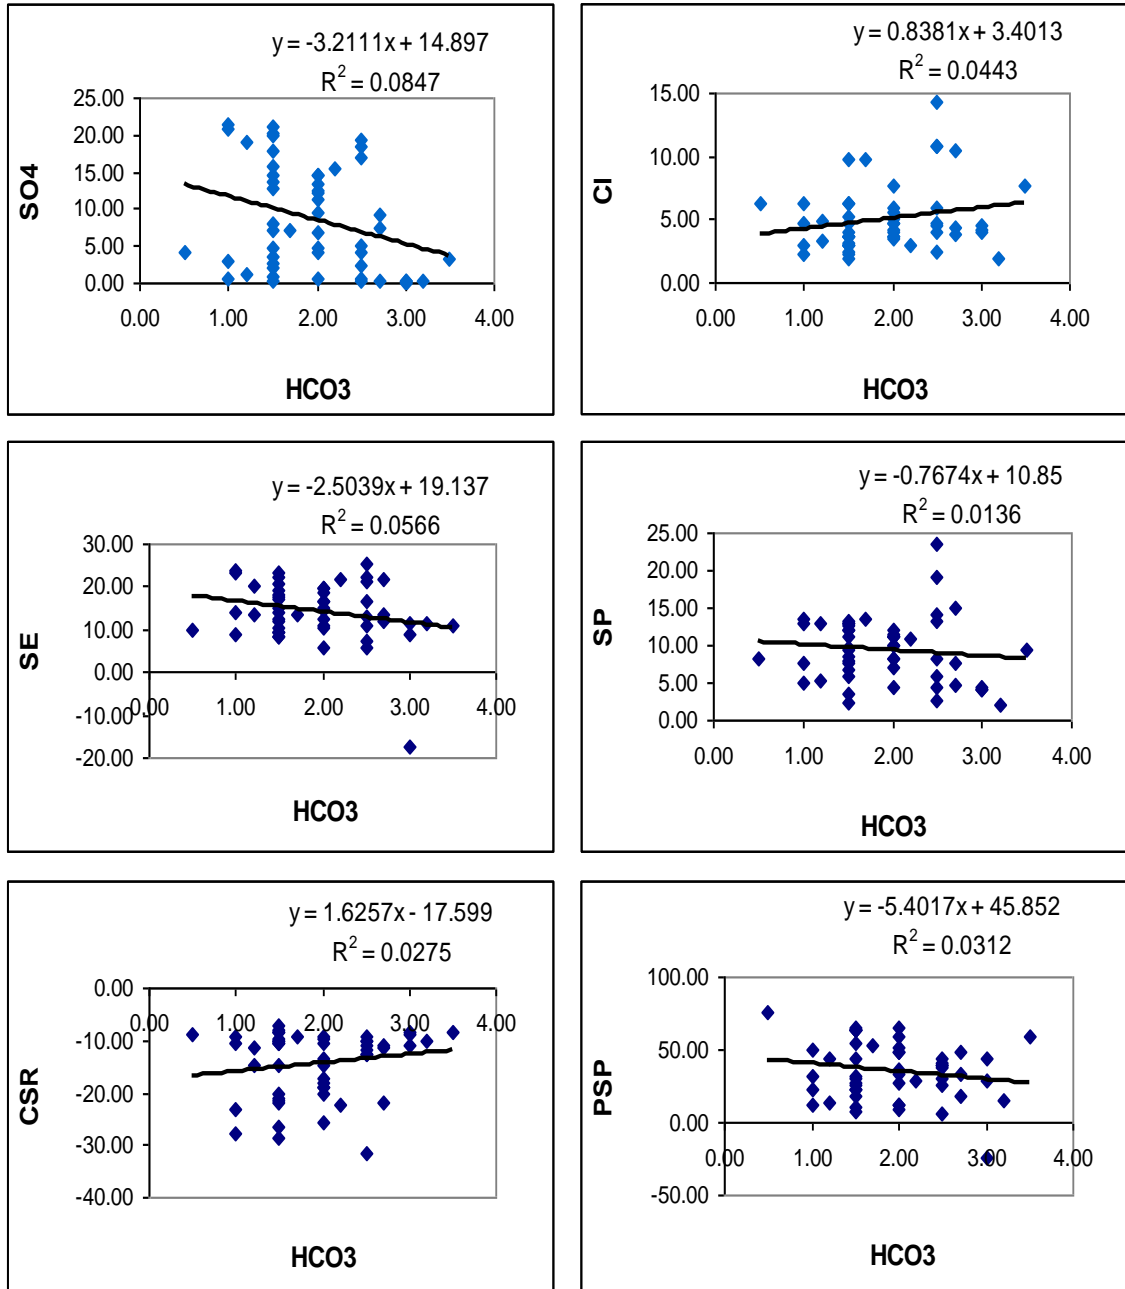 y = -3.2111x + 14.897
R² = 0.0847
25.00
20.00
15.00
10.00
5.00
0.00
0.00 1.00 2.00 3.00 4.00
SO4
HCO3
y = 0.8381x + 3.4013
R² = 0.0443
15.00
10.00
5.00
0.00
0.00 1.00 2.00 3.00 4.00
Cl
HCO3
y = -2.5039x + 19.137
R² = 0.0566
30.00
20.00
10.00
0.00
0.00 1.00 2.00 3.00 4.00
-10.00
-20.00
SE
HCO3
y = -0.7674x + 10.85
R² = 0.0136
25.00
20.00
15.00
10.00
5.00
0.00
0.00 1.00 2.00 3.00 4.00
SP
HCO3
y = 1.6257x - 17.599
R² = 0.0275
0.00
0.00 1.00 2.00 3.00 4.00
-10.00
-20.00
-30.00
-40.00
CSR
HCO3
y = -5.4017x + 45.852
R² = 0.0312
100.00
50.00
0.00
0.00 1.00 2.00 3.00 4.00
-50.00
PSP
HCO3